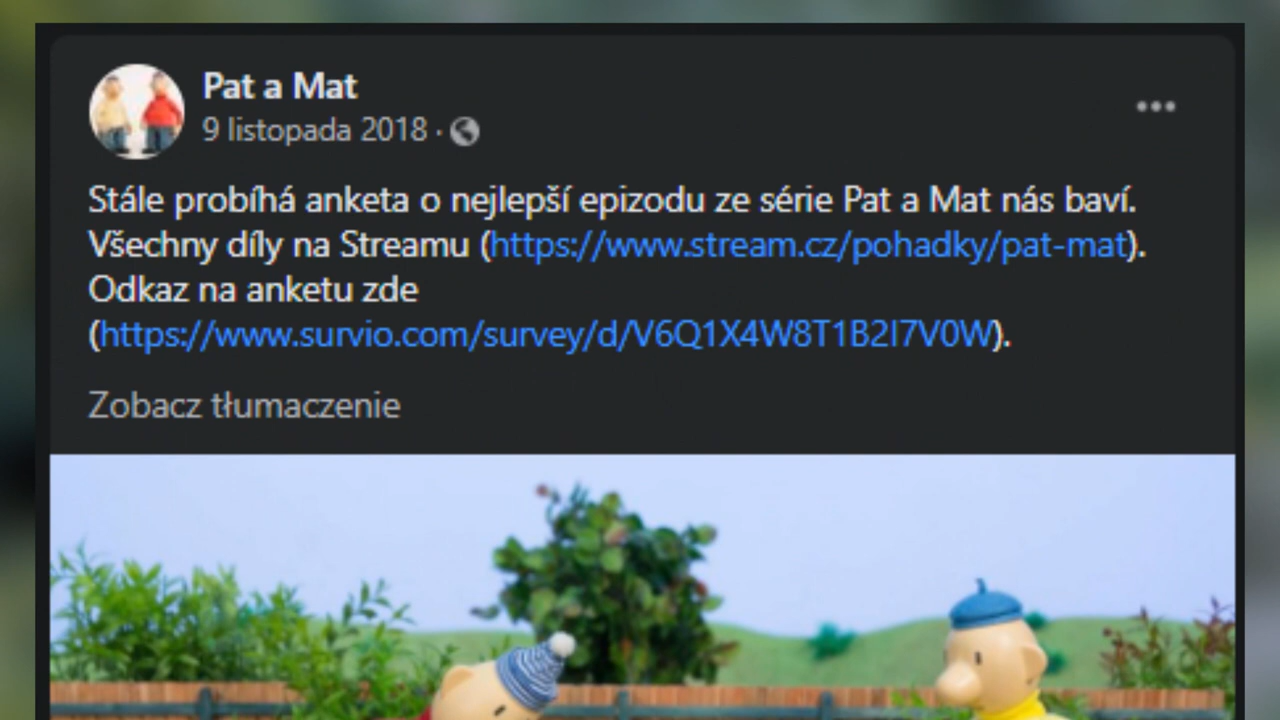 Pat a Mat
9 listopada 2018 ·
Stále probíhá anketa o nejlepší epizodu ze série Pat a Mat nás baví.
Všechny díly na Streamu (https://www.stream.cz/pohadky/pat-mat).
Odkaz na anketu zde
(https://www.survio.com/survey/d/V6Q1X4W8T1B2I7V0W).
Zobacz tłumaczenie